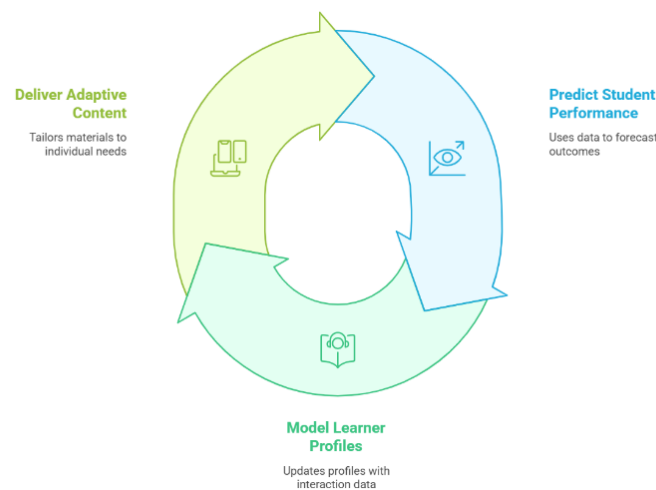 Deliver Adaptive
Content
Tailors materials to
individual needs
Predict Student
Performance
Uses data to forecast
outcomes
Model Learner
Profiles
Updates profiles with
interaction data